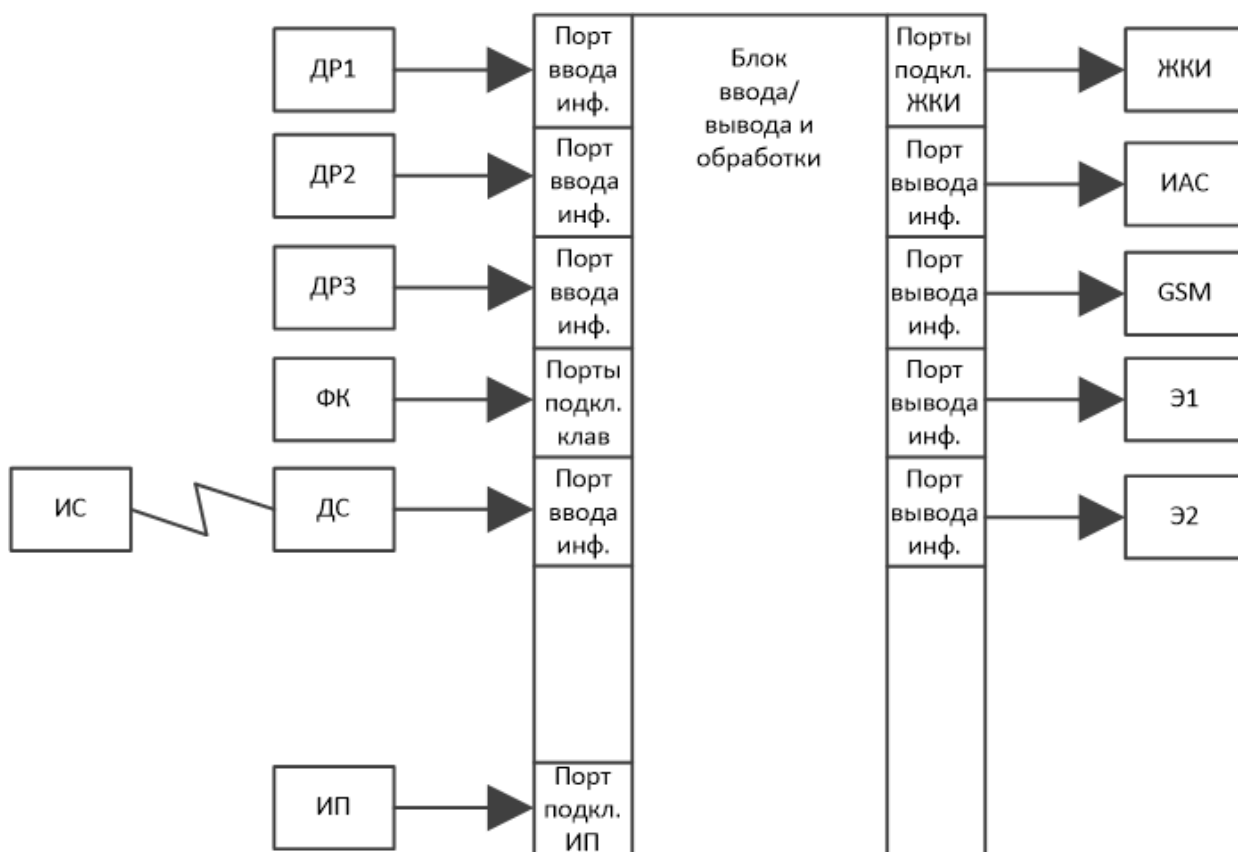 ДР1
Порт
ввода
инф.
Блок
ввода/
вывода и
обработки
Порты
подкл.
ЖКИ
ЖКИ
ДР2
Порт
ввода
инф.
Порт
вывода
инф.
ИАС
ДР3
Порт
ввода
инф.
Порт
вывода
инф.
GSM
ФК
Порты
подкл.
клав
Порт
вывода
инф.
Э1
ИС
ДС
Порт
ввода
инф.
Порт
вывода
инф.
Э2
ИП
Порт
подкл.
ИП